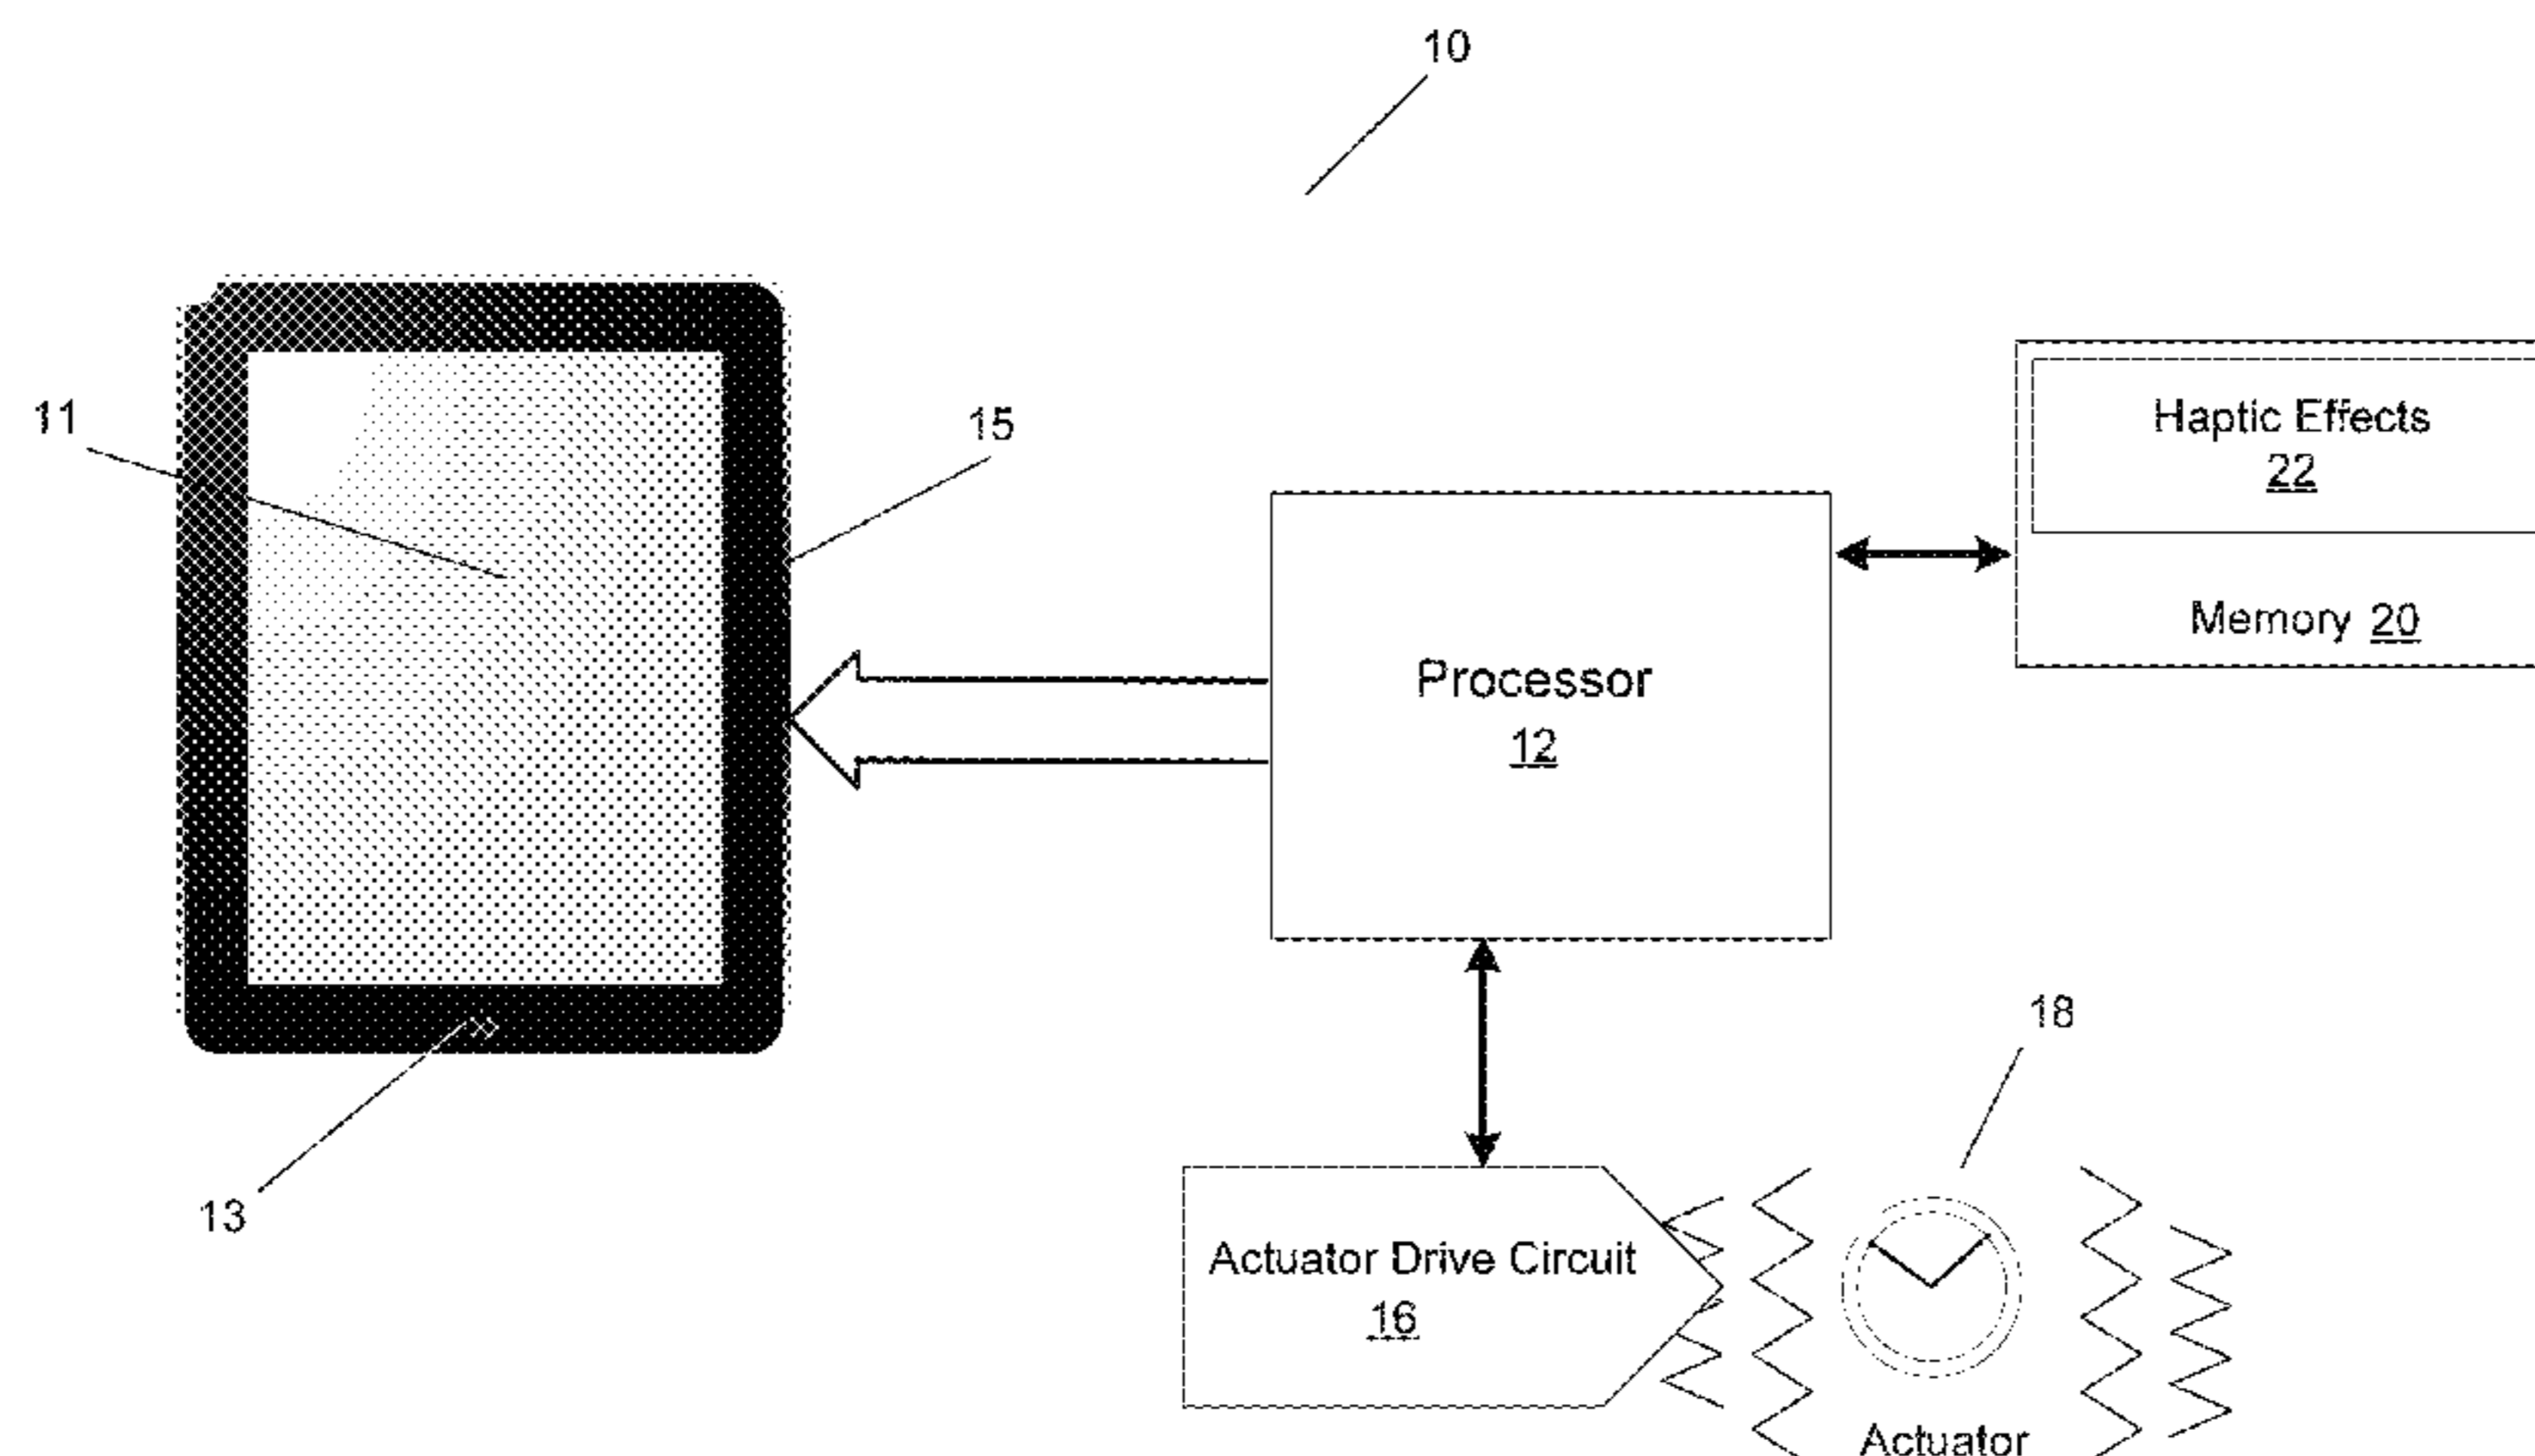 10
11
15
Haptic Effects
22
Memory 20
Processor
12
18
13
Actuator Drive Circuit
16
Actuator